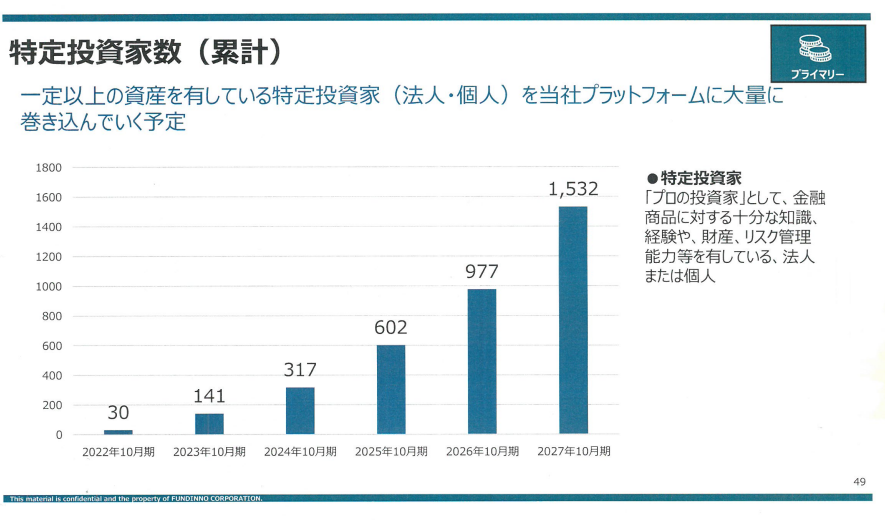 特定投資家数（累計）
プライマリー
一定以上の資産を有している特定投資家（法人・個人）を当社プラットフォームに大量に
巻き込んでいく予定
1800
1600
1400
1200
1000
800
600
400
200
0
30
141
317
602
977
1,532
2022年10月期
2023年10月期
2024年10月期
2025年10月期
2026年10月期
2027年10月期
●特定投資家
「プロの投資家」として、金融
商品に対する十分な知識、
経験や、財産、リスク管理
能力等を有している、法人
または個人
49
This material is confidential and the property of FUNDINNO CORPORATION.